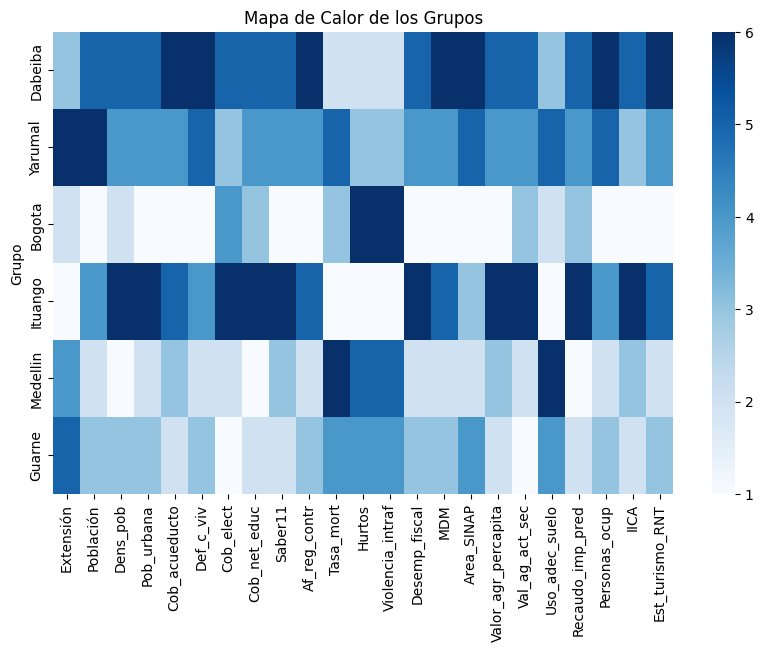 Mapa de Calor de los Grupos
Grupo
Dabeiba
Yarumal
Bogota
Ituango
Medellin
Guarne
Extensión
Población
Dens_pob
Pob_urbana
Cob_acueducto
Def_c_viv
Cob_elect
Cob_net_educ
Saber11
Af_reg_contr
Tasa_mort
Hurtos
Violencia_intraf
Desemp_fiscal
MDM
Area_SINAP
Valor_agr_percapita
Val_ag_act_sec
Uso_adec_suelo
Recaudo_imp_pred
Personas_ocup
IICA
Est_turismo_RNT
6
5
4
3
2
1